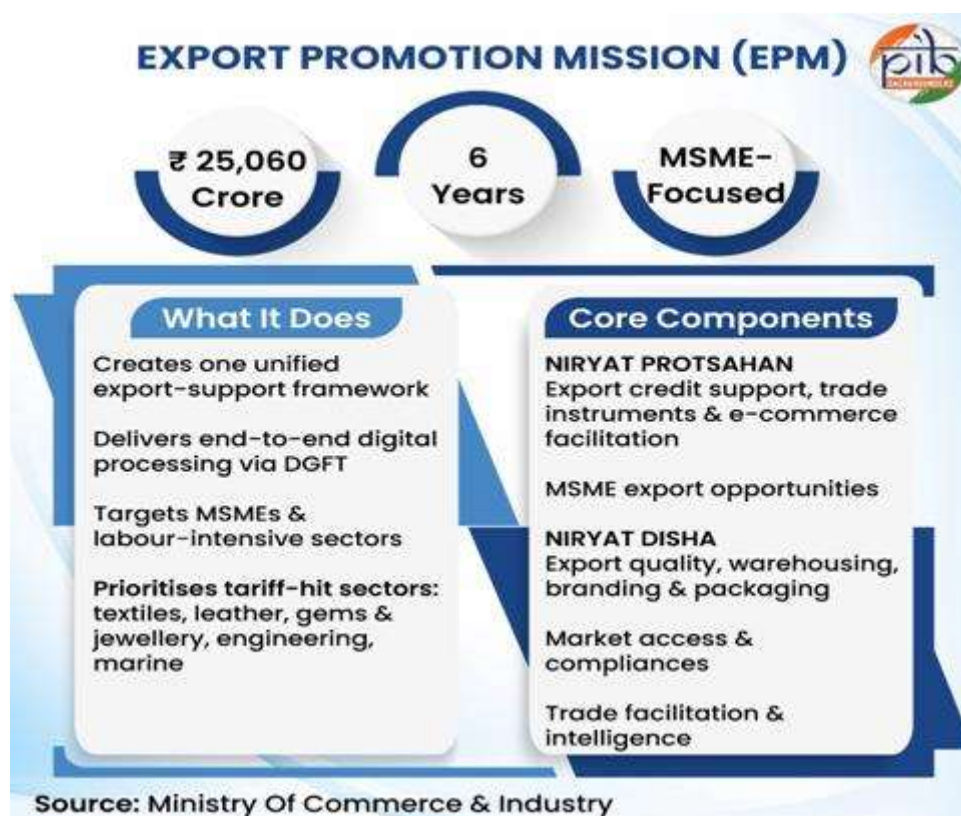 EXPORT PROMOTION MISSION (EPM)
pib
₹ 25,060
Crore
6
Years
MSME-
Focused
What It Does
Creates one unified
export-support framework
Delivers end-to-end digital
processing via DGFT
Targets MSMEs &
labour-intensive sectors
Prioritises tariff-hit sectors:
textiles, leather, gems &
jewellery, engineering,
marine
Core Components
NIRYAT PROTSAHAN
Export credit support, trade
instruments & e-commerce
facilitation
MSME export opportunities
NIRYAT DISHA
Export quality, warehousing,
branding & packaging
Market access &
compliances
Trade facilitation &
intelligence
Source: Ministry Of Commerce & Industry